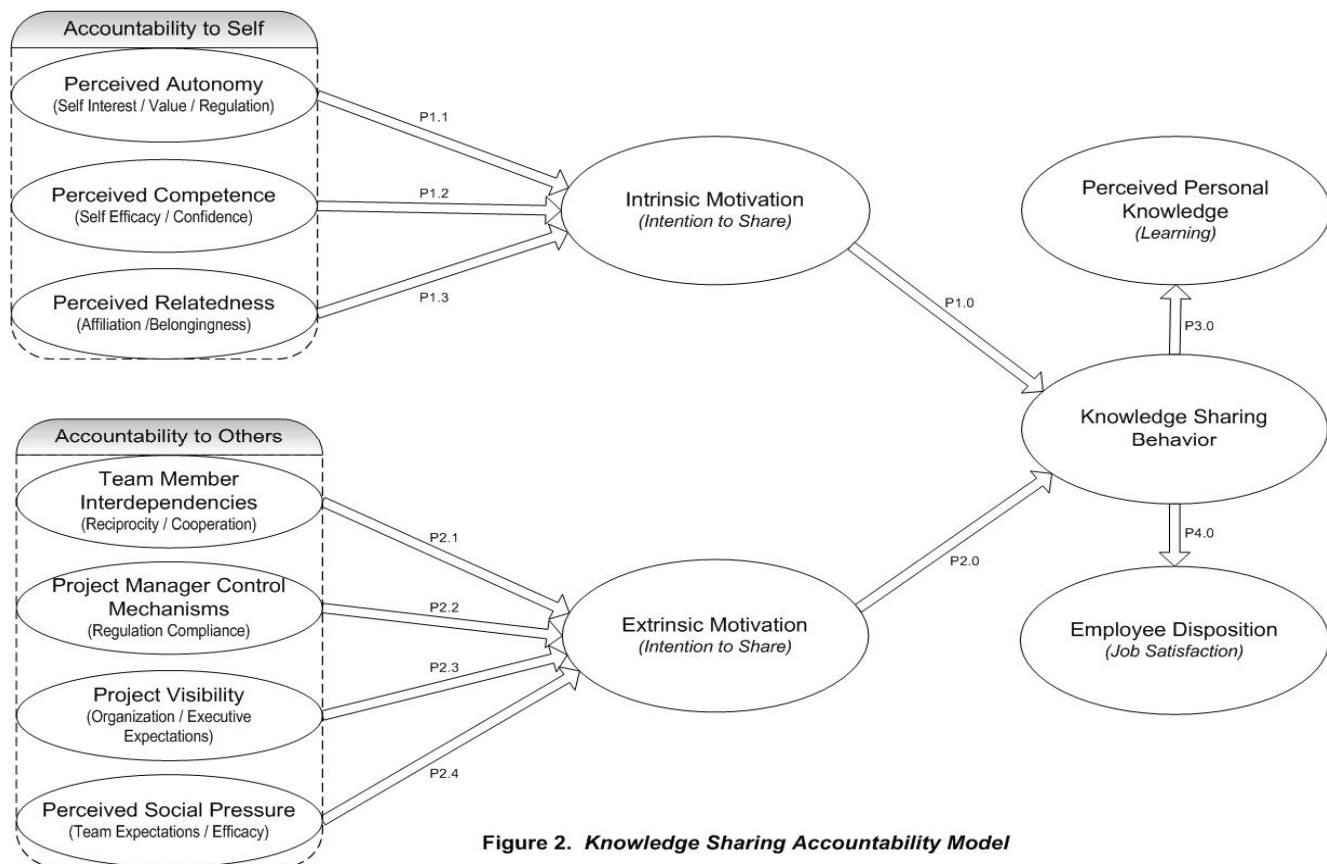 Accountability to Self
Perceived Autonomy
(Self Interest / Value / Regulation)
P1.1
Perceived Competence
(Self Efficacy / Confidence)
P1.2
Perceived Relatedness
(Affiliation /Belongingness)
P1.3
Intrinsic Motivation
(Intention to Share)
P1.0
Perceived Personal
Knowledge
(Learning)
P3.0
Knowledge Sharing
Behavior
P4.0
Employee Disposition
(Job Satisfaction)
Accountability to Others
Team Member
Interdependencies
(Reciprocity / Cooperation)
P2.1
Project Manager Control
Mechanisms
(Regulation Compliance)
P2.2
Project Visibility
(Organization / Executive
Expectations)
P2.3
Perceived Social Pressure
(Team Expectations / Efficacy)
P2.4
Extrinsic Motivation
(Intention to Share)
P2.0
Figure 2. Knowledge Sharing Accountability Model